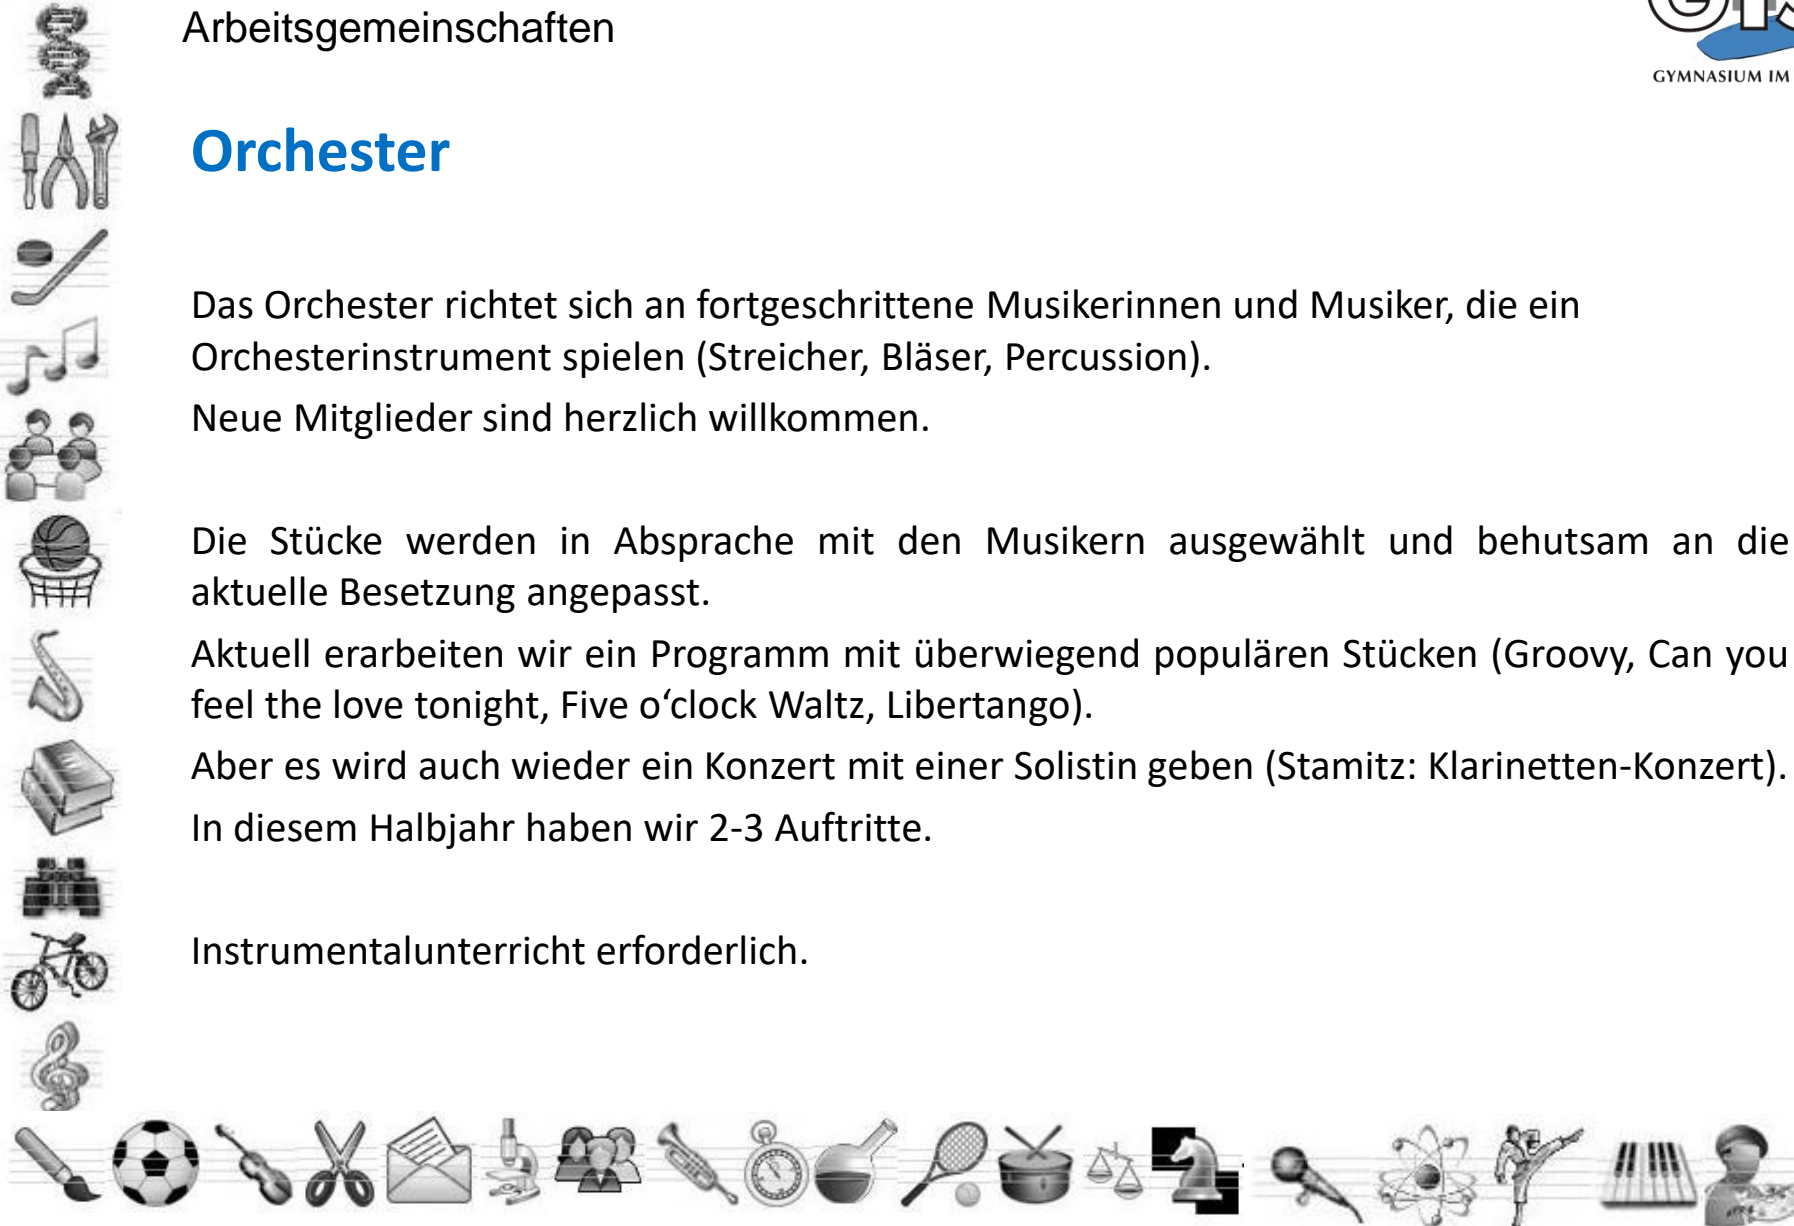 Arbeitsgemeinschaften
GYMNASIUM IM
Orchester
Das Orchester richtet sich an fortgeschrittene Musikerinnen und Musiker, die ein
Orchesterinstrument spielen (Streicher, Bläser, Percussion).
Neue Mitglieder sind herzlich willkommen.
Die Stücke werden in Absprache mit den Musikern ausgewählt und behutsam an die
aktuelle Besetzung angepasst.
Aktuell erarbeiten wir ein Programm mit überwiegend populären Stücken (Groovy, Can you
feel the love tonight, Five o‘clock Waltz, Libertango).
Aber es wird auch wieder ein Konzert mit einer Solistin geben (Stamitz: Klarinetten-Konzert).
In diesem Halbjahr haben wir 2-3 Auftritte.
Instrumentalunterricht erforderlich.